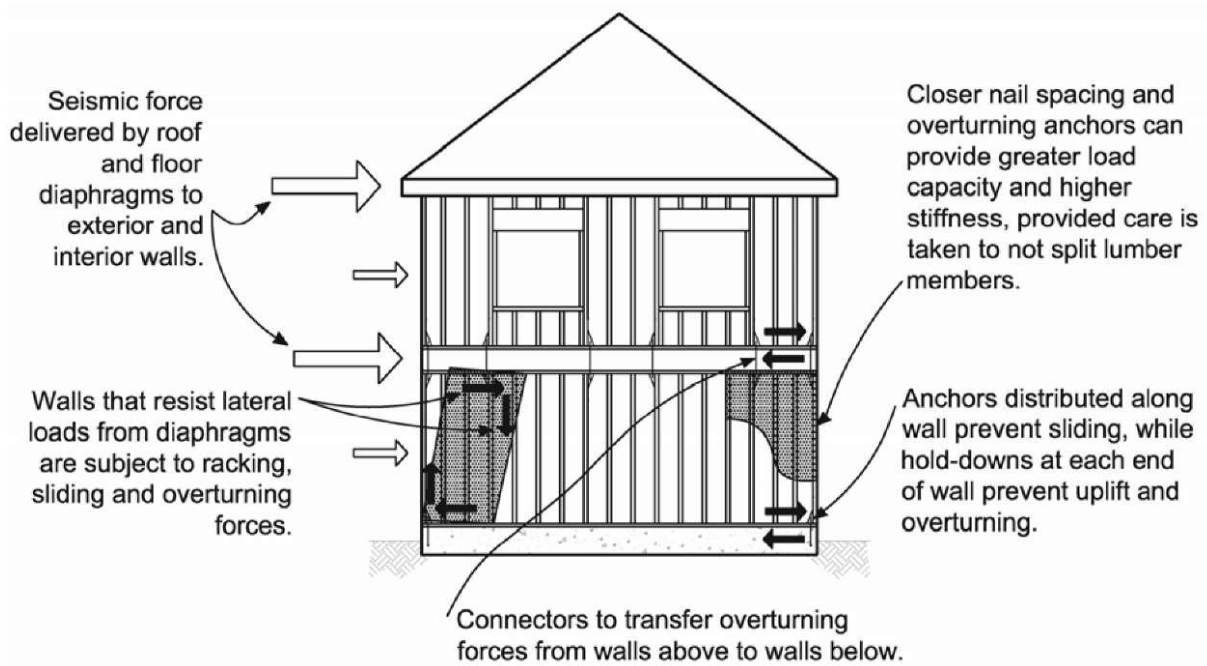 Seismic force
delivered by roof
and floor
diaphragms to
exterior and
interior walls.
Walls that resist lateral
loads from diaphragms
are subject to racking,
sliding and overturning
forces.
Closer nail spacing and
overturning anchors can
provide greater load
capacity and higher
stiffness, provided care is
taken to not split lumber
members.
Anchors distributed along
wall prevent sliding, while
hold-downs at each end
of wall prevent uplift and
overturning.
Connectors to transfer overturning
forces from walls above to walls below.